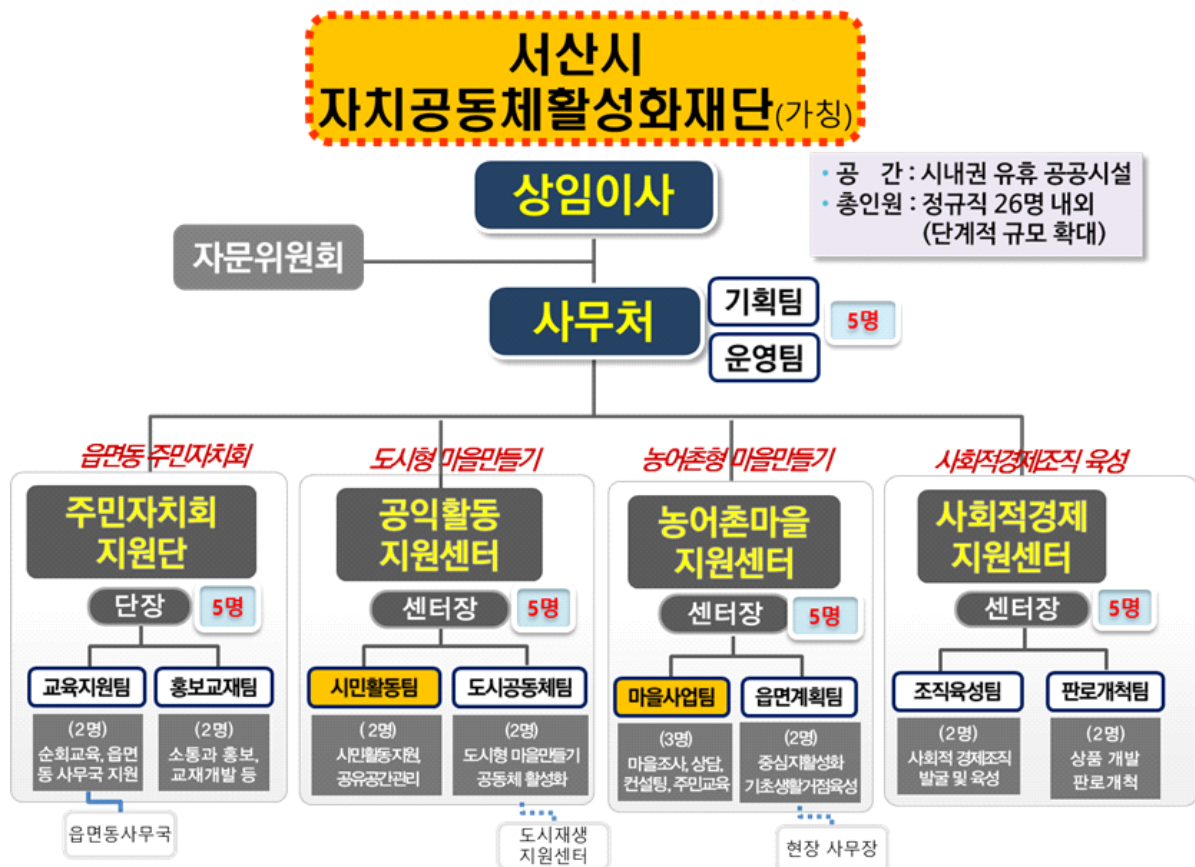 서산시
자치공동체활성화재단(가칭)
상임이사
• 공 간 : 시내권 유휴 공공시설
• 총인원 : 정규직 26명 내외
(단계적 규모 확대)
자문위원회
사무처
기획팀
운영팀
5명
읍면동 주민자치회
주민자치회
지원단
단장
5명
교육지원팀
(2명)
순회교육, 읍면
동 사무국 지원
읍면동사무국
홍보교재팀
(2명)
소통과 홍보,
교재개발 등
도시형 마을만들기
공익활동
지원센터
센터장
5명
시민활동팀
(2명)
시민활동지원,
공유공간관리
도시공동체팀
(2명)
도시형 마을만들기
공동체 활성화
도시재생
지원센터
농어촌형 마을만들기
농어촌마을
지원센터
센터장
5명
마을사업팀
(3명)
마을조사, 상담,
컨설팅, 주민교육
읍면계획팀
(2명)
중심지활성화
기초생활거점육성
현장 사무장
사회적경제조직 육성
사회적경제
지원센터
센터장
5명
조직육성팀
(2명)
사회적 경제조직
발굴 및 육성
판로개척팀
(2명)
상품 개발
판로개척